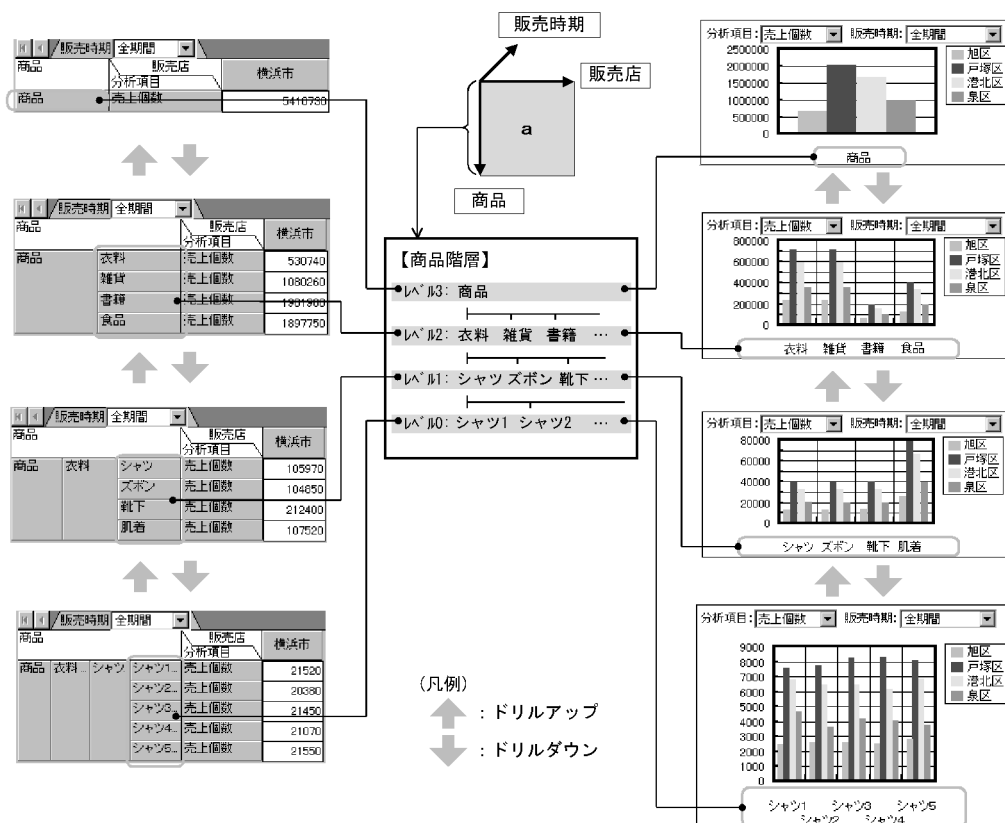 販売時期 全期間
商品 販売店 横浜市
分析項目
商品 売上個数 5410730
販売時期 全期間
商品 販売店 横浜市
分析項目
商品 衣料 売上個数 530740
雑貨 売上個数 1080260
書籍 売上個数
食品 売上個数 1897750
販売時期 全期間
商品 販売店 横浜市
分析項目
商品 衣料 シャツ 売上個数 105970
ズボン 売上個数 104850
靴下 売上個数 212400
肌着 売上個数 107520
販売時期 全期間
商品 販売店 横浜市
分析項目
商品 衣料... シャツ シャツ1... 売上個数 21520
シャツ2... 売上個数 20380
シャツ3... 売上個数 21450
シャツ4... 売上個数 21070
シャツ5... 売上個数 21550
販売時期
販売店
a
商品
【商品階層】
レベル3: 商品
レベル2: 衣料 雑貨 書籍 …
レベル1: シャツ ズボン 靴下 …
レベル0: シャツ1 シャツ2 …
(凡例)
: ドリルアップ
: ドリルダウン
分析項目: 売上個数 販売時期: 全期間
2500000
2000000
1500000
1000000
500000
0
旭区
戸塚区
港北区
泉区
商品
分析項目: 売上個数 販売時期: 全期間
800000
600000
400000
200000
0
旭区
戸塚区
港北区
泉区
衣料 雑貨 書籍 食品
分析項目: 売上個数 販売時期: 全期間
80000
60000
40000
20000
0
旭区
戸塚区
港北区
泉区
シャツ ズボン 靴下 肌着
分析項目: 売上個数 販売時期: 全期間
9000
8000
7000
6000
5000
4000
3000
2000
1000
0
旭区
戸塚区
港北区
泉区
シャツ1 シャツ3 シャツ5
シャツ2 シャツ4